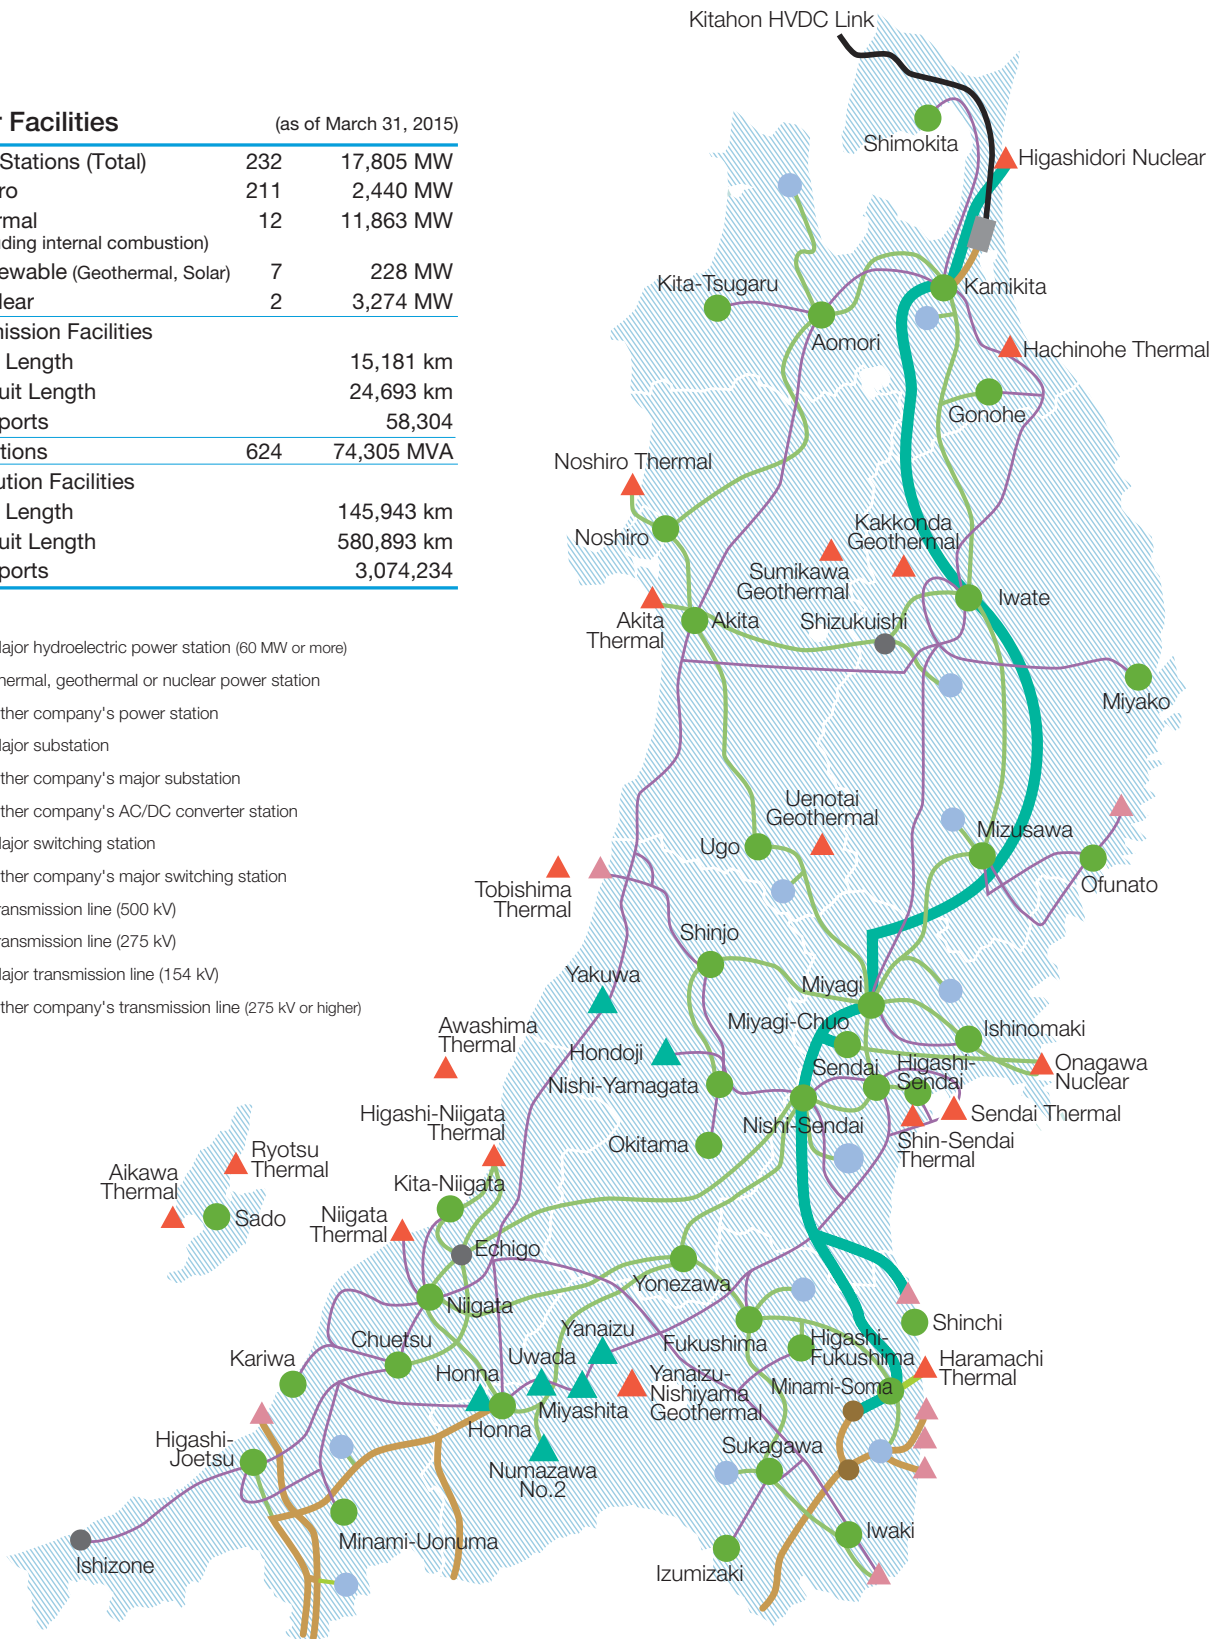 Kitahon HVDC Link
r Facilities (as of March 31, 2015)
Stations (Total) 232 17,805 MW
ro 211 2,440 MW
rmal 12 11,863 MW
uding internal combustion)
ewable (Geothermal, Solar) 7 228 MW
lear 2 3,274 MW
mission Facilities
Length 15,181 km
uit Length 24,693 km
ports 58,304
tions 624 74,305 MVA
ution Facilities
Length 145,943 km
uit Length 580,893 km
ports 3,074,234
Major hydroelectric power station (60 MW or more)
hermal, geothermal or nuclear power station
ther company's power station
Major substation
ther company's major substation
ther company's AC/DC converter station
Major switching station
ther company's major switching station
ransmission line (500 kV)
ransmission line (275 kV)
Major transmission line (154 kV)
ther company's transmission line (275 kV or higher)
Shimokita
Higashidori Nuclear
Kita-Tsugaru
Kamikita
Aomori
Hachinohe Thermal
Gonohe
Noshiro Thermal
Noshiro
Kakkonda
Geothermal
Sumikawa
Geothermal
Iwate
Akita
Thermal
Akita
Shizukuishi
Miyako
Uenotai
Geothermal
Ugo
Mizusawa
Ofunato
Tobishima
Thermal
Shinjo
Yakuwa
Miyagi
Miyagi-Chuo
Ishinomaki
Awashima
Thermal
Hondoji
Sendai
Higashi-
Sendai
Onagawa
Nuclear
Nishi-Yamagata
Nishi-Sendai
Sendai Thermal
Shin-Sendai
Thermal
Okitama
Higashi-Niigata
Thermal
Ryotsu
Thermal
Aikawa
Thermal
Sado
Kita-Niigata
Niigata
Thermal
Echigo
Yonezawa
Niigata
Shinchi
Fukushima
Higashi-
Fukushima
Chuetsu
Yanaizu
Uwada
Kariwa
Honna
Miyashita
Yanaizu-
Nishiyama
Geothermal
Haramachi
Thermal
Minami-Soma
Honna
Higashi-
Joetsu
Numazawa
No.2
Sukagawa
Minami-Uonuma
Iwaki
Ishizone
Izumizaki